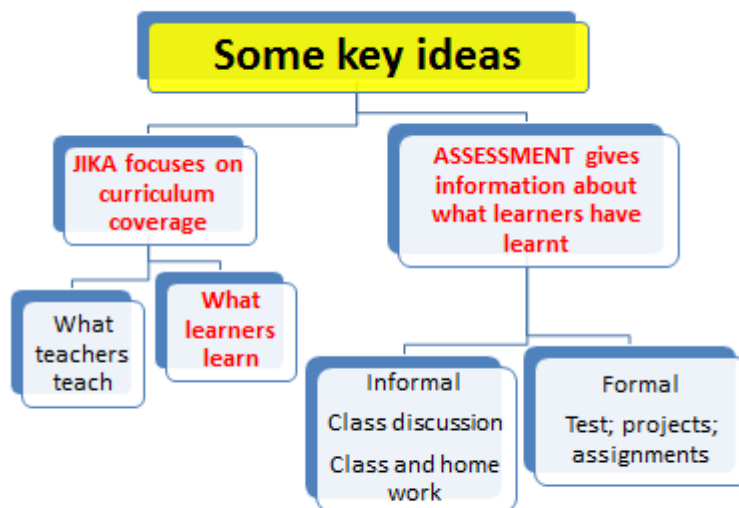 Some key ideas
JIKA focuses on
curriculum
coverage
ASSESSMENT gives
information about
what learners have
learnt
What
teachers
teach
What
learners
learn
Informal
Class discussion
Class and home
work
Formal
Test; projects;
assignments